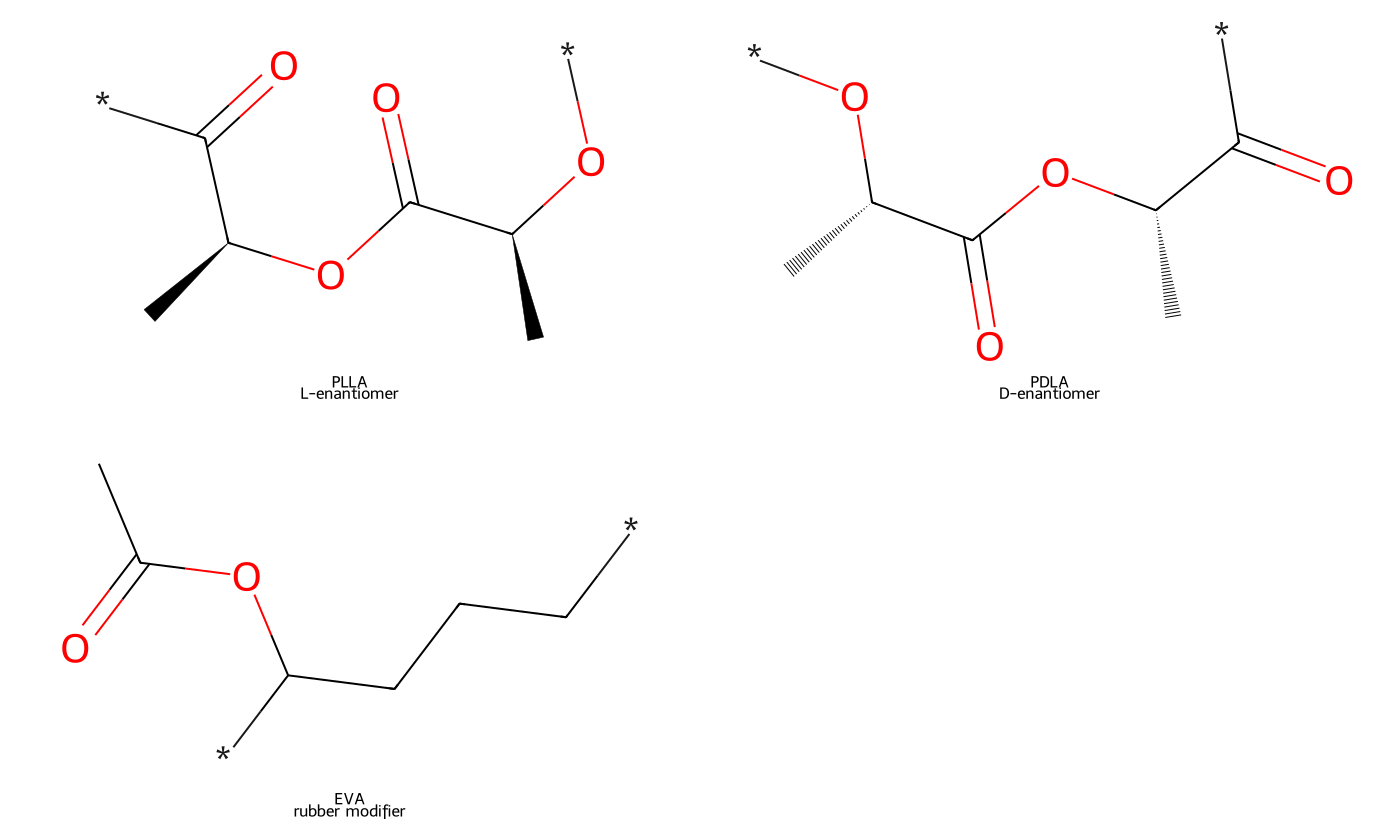 * O O * O O
PLLA
L-enantiomer
* O O O * O
PDLA
D-enantiomer
O O * *
EVA
rubber modifier